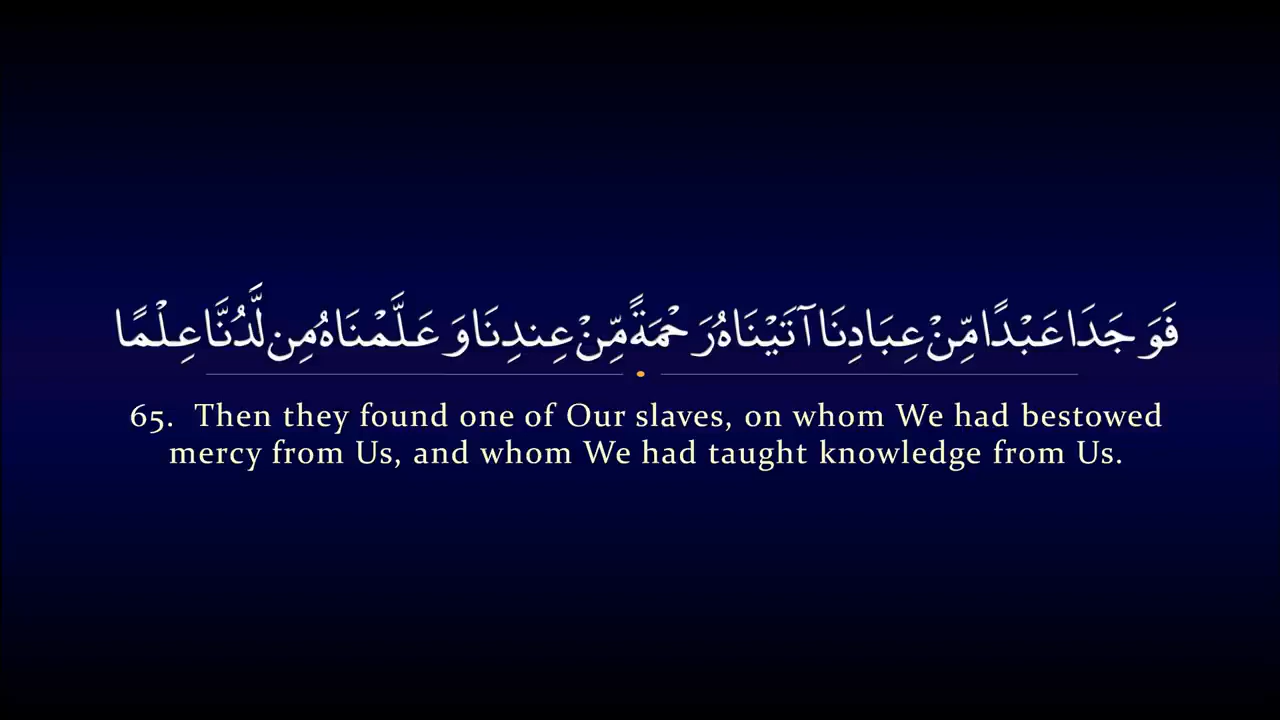 فَوَجَدَا عَبْدًا مِّنْ عِبَادِنَا آتَيْنَاهُ رَحْمَةً مِّنْ عِندِنَا وَعَلَّمْنَاهُ مِن لَّدُنَّا عِلْمًا
65. Then they found one of Our slaves, on whom We had bestowed
mercy from Us, and whom We had taught knowledge from Us.